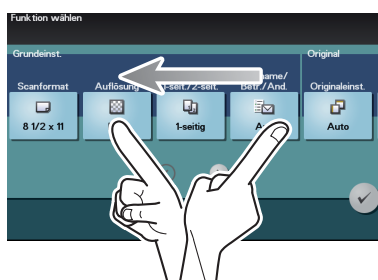 Funktion wählen
Grundeinst.
Original
Scanformat
Auflösung
-seit./2-seit.
name/
Betr./And.
Originaleinst.
8 1/2 x 11
1-seitig
Auto